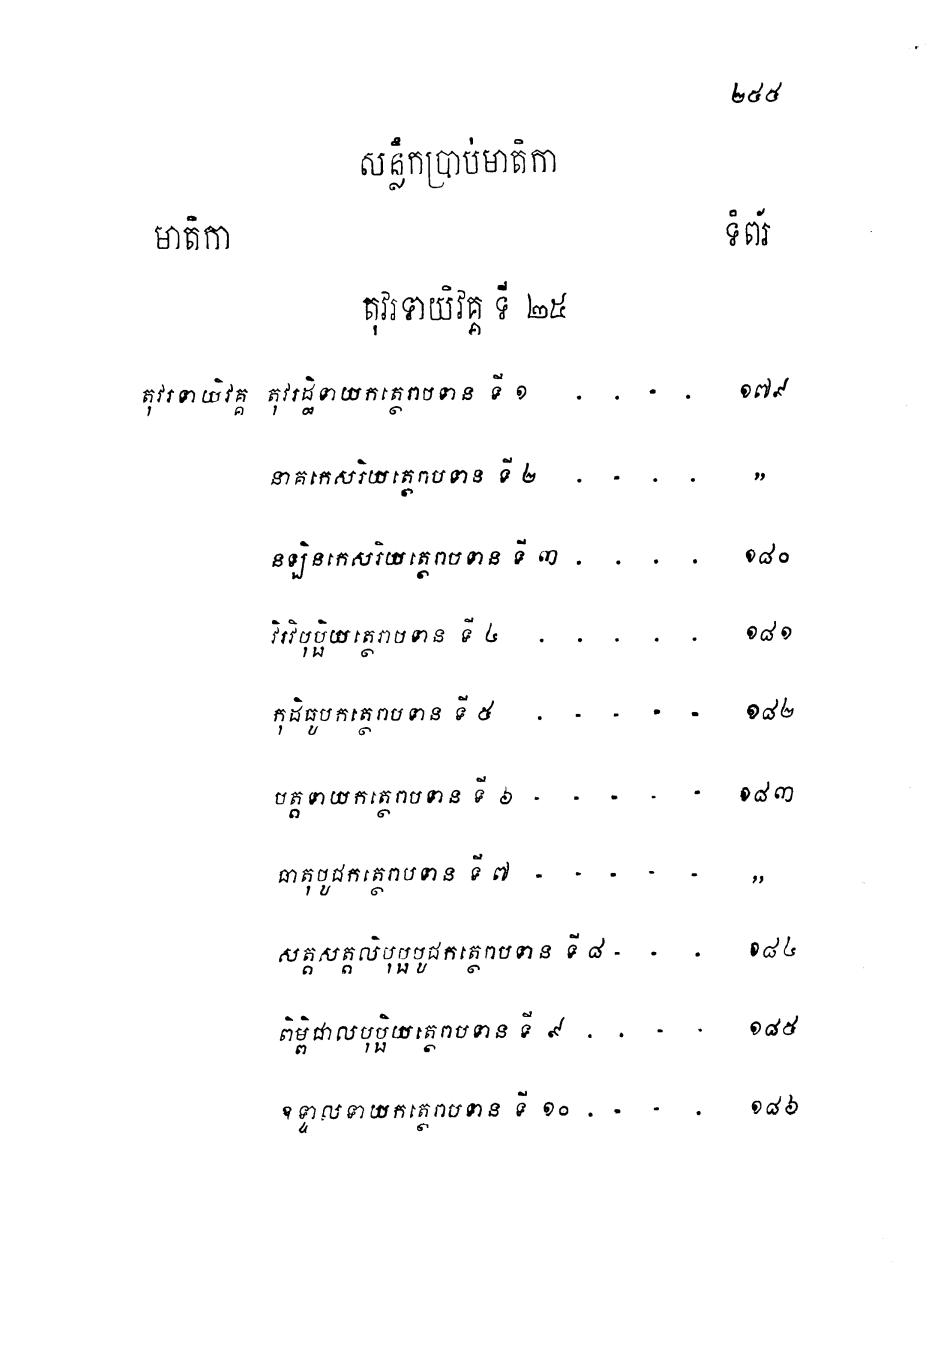 ២៥៥
សន្លឹកប្រាប់មាតិកា
មាតិកា ទំព័រ
តុវរទាយិវគ្គ ទី ២៥
តុវរទាយិវគ្គ តុវរដ្ឋិទាយកត្ថេរាបទាន ទី ១ . . . . ១៧៩
នាគកេសរិយត្ថេរាបទាន ទី ២ . . . . ”
នឡិនកេសរិយត្ថេរាបទាន ទី ៣ . . . . ១៨០
វិរវិបុប្ផិយត្ថេរាបទាន ទី ៤ . . . . . ១៨១
កុដិធូបកត្ថេរាបទាន ទី ៥ . . . . . ១៨២
បត្តទាយកត្ថេរាបទាន ទី ៦ . . . . . ១៨៣
ធាតុបូជកត្ថេរាបទាន ទី ៧ . . . . . ”
សត្តសត្តលិបុប្ផបូជកត្ថេរាបទាន ទី ៨ . . . ១៨៤
ពិម្ពិជាលបុប្ផិយត្ថេរាបទាន ទី ៩ . . . . ១៨៥
ឧទ្ទាលទាយកត្ថេរាបទាន ទី ១០ . . . . ១៨៦